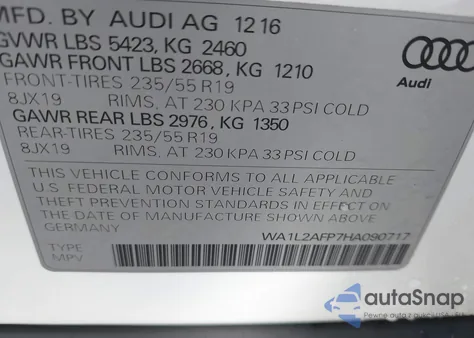 MFD. BY AUDI AG 12 16
GVWR LBS 5423, KG 2460
GAWR FRONT LBS 2668, KG 1210
FRONT-TIRES 235/55 R19
8JX19 RIMS, AT 230 KPA 33 PSI COLD
GAWR REAR LBS 2976, KG 1350
REAR-TIRES 235/55 R19
8JX19 RIMS, AT 230 KPA 33 PSI COLD
Audi
THIS VEHICLE CONFORMS TO ALL APPLICABLE
U.S. FEDERAL MOTOR VEHICLE SAFETY AND
THEFT PREVENTION STANDARDS IN EFFECT ON
THE DATE OF MANUFACTURE SHOWN ABOVE.
GERMANY
WA1L2AFP7HA090717
TYPE
MPV
autaSnap